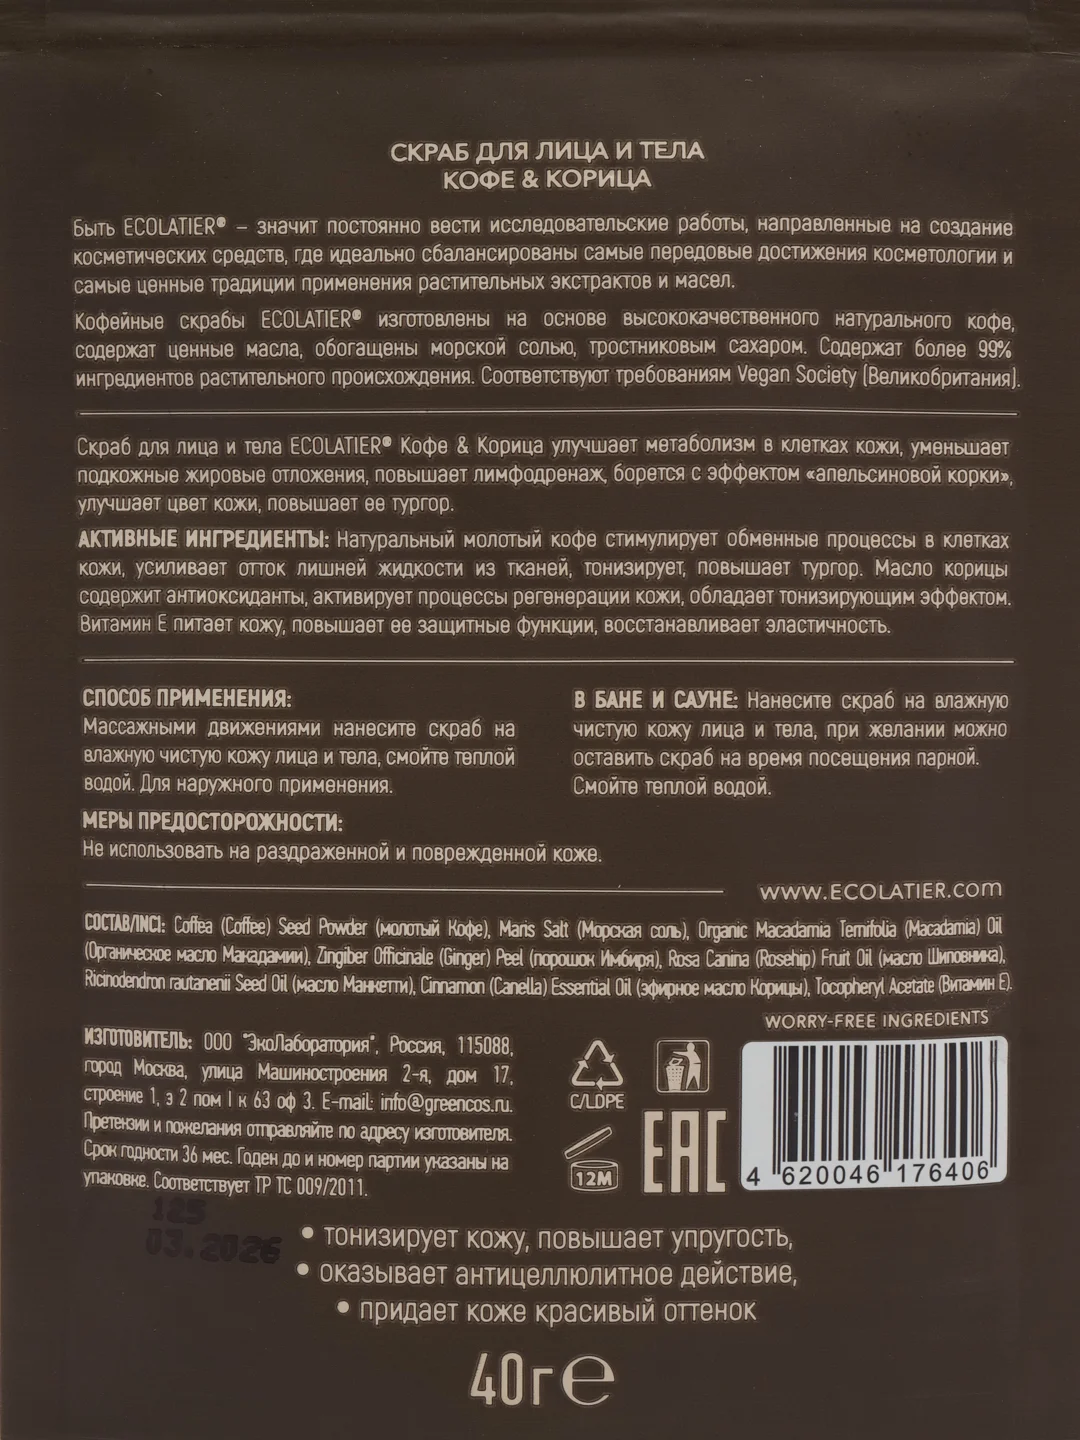 СКРАБ ДЛЯ ЛИЦА И ТЕЛА
КОФЕ & КОРИЦА
Быть ECOLATIER® – значит постоянно вести исследовательские работы, направленные на создание
косметических средств, где идеально сбалансированы самые передовые достижения косметологии и
самые ценные традиции применения растительных экстрактов и масел.
Кофейные скрабы ECOLATIER® изготовлены на основе высококачественного натурального кофе,
содержат ценные масла, обогащены морской солью, тростниковым сахаром. Содержат более 99%
ингредиентов растительного происхождения. Соответствуют требованиям Vegan Society (Великобритания).
Скраб для лица и тела ECOLATIER® Кофе & Корица улучшает метаболизм в клетках кожи, уменьшает
подкожные жировые отложения, повышает лимфодренаж, борется с эффектом «апельсиновой корки»,
улучшает цвет кожи, повышает ее тургор.
АКТИВНЫЕ ИНГРЕДИЕНТЫ: Натуральный молотый кофе стимулирует обменные процессы в клетках
кожи, усиливает отток лишней жидкости из тканей, тонизирует, повышает тургор. Масло корицы
содержит антиоксиданты, активирует процессы регенерации кожи, обладает тонизирующим эффектом.
Витамин Е питает кожу, повышает ее защитные функции, восстанавливает эластичность.
СПОСОБ ПРИМЕНЕНИЯ:
Массажными движениями нанесите скраб на
влажную чистую кожу лица и тела, смойте теплой
водой. Для наружного применения.
В БАНЕ И САУНЕ: Нанесите скраб на влажную
чистую кожу лица и тела, при желании можно
оставить скраб на время посещения парной.
Смойте теплой водой.
МЕРЫ ПРЕДОСТОРОЖНОСТИ:
Не использовать на раздраженной и поврежденной коже.
WWW.ECOLATIER.COM
СОСТАВ/INCI: Coffea (Coffee) Seed Powder (молотый Кофе), Maris Salt (Морская соль), Organic Macadamia Ternifolia (Macadamia) Oil
(Органическое масло Макадамии), Zingiber Officinale (Ginger) Peel (порошок Имбиря), Rosa Canina (Rosehip) Fruit Oil (масло Шиповника),
Ricinodendron rautanenii Seed Oil (масло Манкетти), Cinnamon (Canella) Essential Oil (эфирное масло Корицы), Tocopheryl Acetate (Витамин Е).
WORRY-FREE INGREDIENTS
ИЗГОТОВИТЕЛЬ: ООО "ЭкоЛаборатория", Россия, 115088,
город Москва, улица Машиностроения 2-я, дом 17,
строение 1, э 2 пом I к 63 оф 3. E-mail: info@greencos.ru.
Претензии и пожелания отправляйте по адресу изготовителя.
Срок годности 36 мес. Годен до и номер партии указаны на
упаковке. Соответствует ТР ТС 009/2011.
C/LDPE
12M
EAC
4 620046 176406
125
03.2026
• тонизирует кожу, повышает упругость,
• оказывает антицеллюлитное действие,
• придает коже красивый оттенок
40г ℮